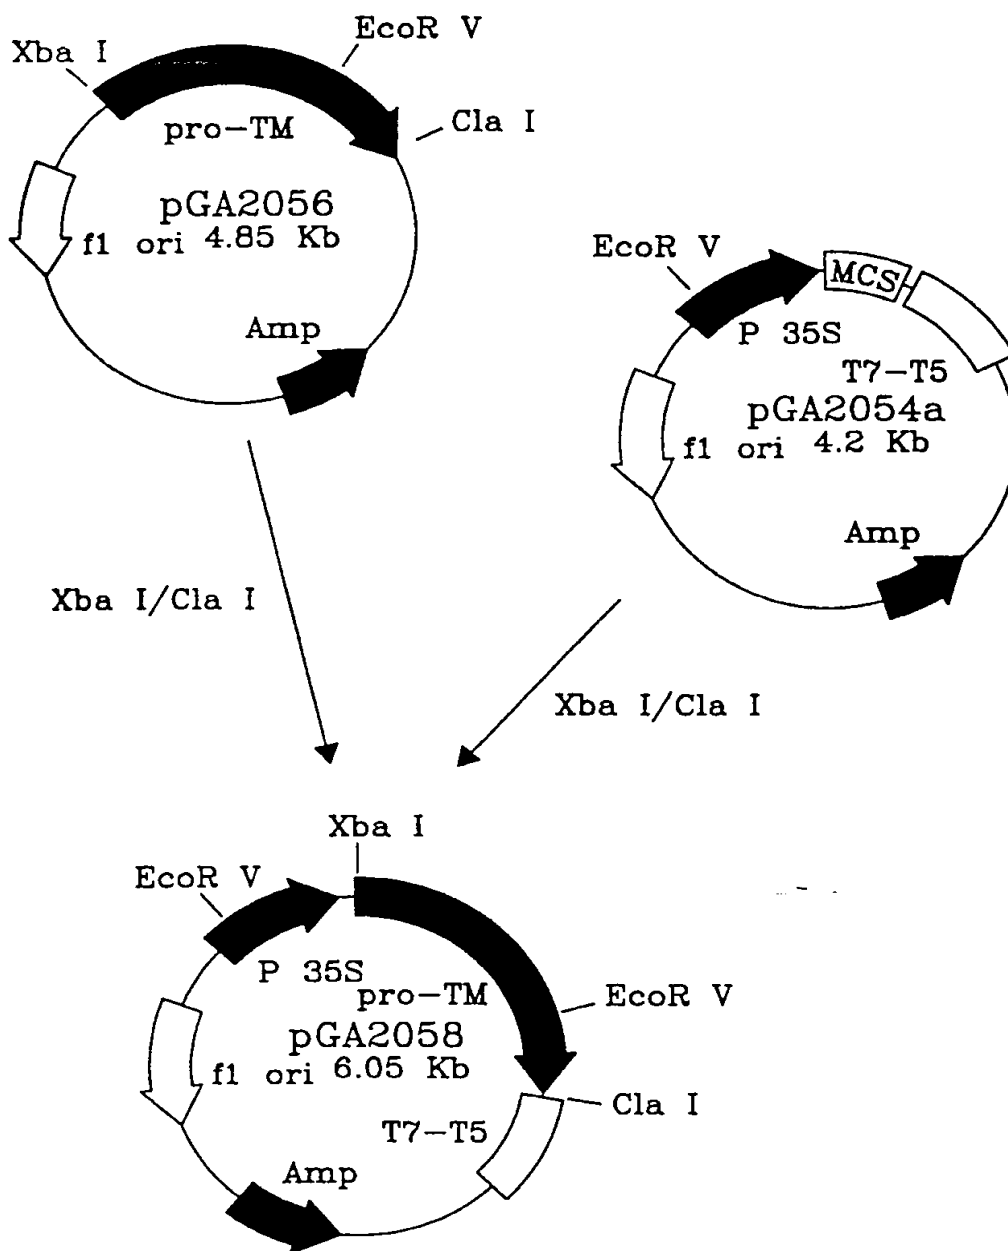 EcoR V
Xba I
Cla I
pro-TM
pGA2056
f1 ori 4.85 Kb
Amp
EcoR V
MCS
P 35S
T7-T5
pGA2054a
f1 ori 4.2 Kb
Amp
Xba I/Cla I
Xba I/Cla I
Xba I
EcoR V
P 35S
pro-TM
EcoR V
pGA2058
f1 ori 6.05 Kb
Cla I
T7-T5
Amp